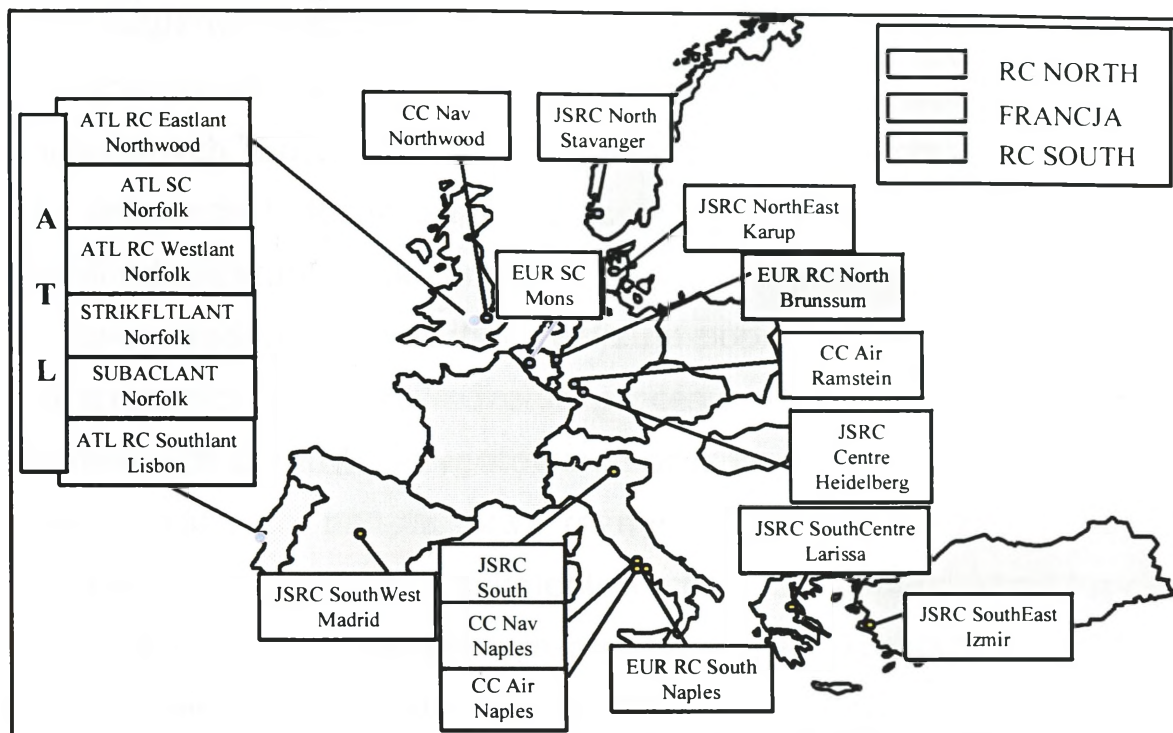 RC NORTH
FRANCJA
RC SOUTH
A
T
L
ATL RC Eastlant
Northwood
ATL SC
Norfolk
ATL RC Westlant
Norfolk
STRIKFLTLANT
Norfolk
SUBACLANT
Norfolk
ATL RC Southlant
Lisbon
CC Nav
Northwood
JSRC North
Stavanger
JSRC NorthEast
Karup
EUR SC
Mons
EUR RC North
Brunssum
CC Air
Ramstein
JSRC
Centre
Heidelberg
JSRC SouthCentre
Larissa
JSRC SouthWest
Madrid
JSRC
South
CC Nav
Naples
CC Air
Naples
EUR RC South
Naples
JSRC SouthEast
Izmir